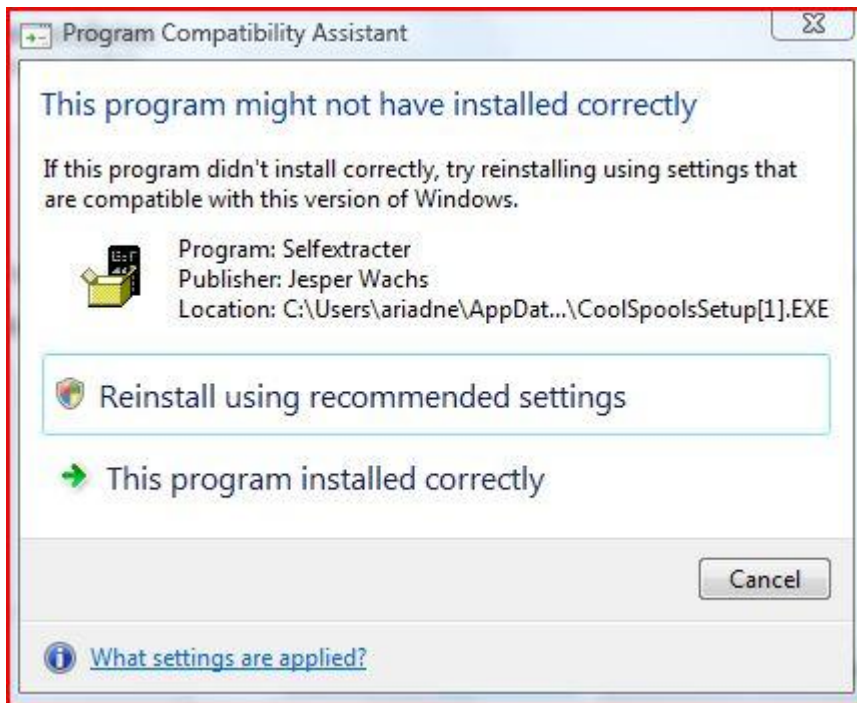 Program Compatibility Assistant
This program might not have installed correctly
If this program didn't install correctly, try reinstalling using settings that
are compatible with this version of Windows.
Program: Selfextracter
Publisher: Jesper Wachs
Location: C:\Users\ariadne\AppDat...\CoolSpoolsSetup[1].EXE
Reinstall using recommended settings
This program installed correctly
Cancel
What settings are applied?